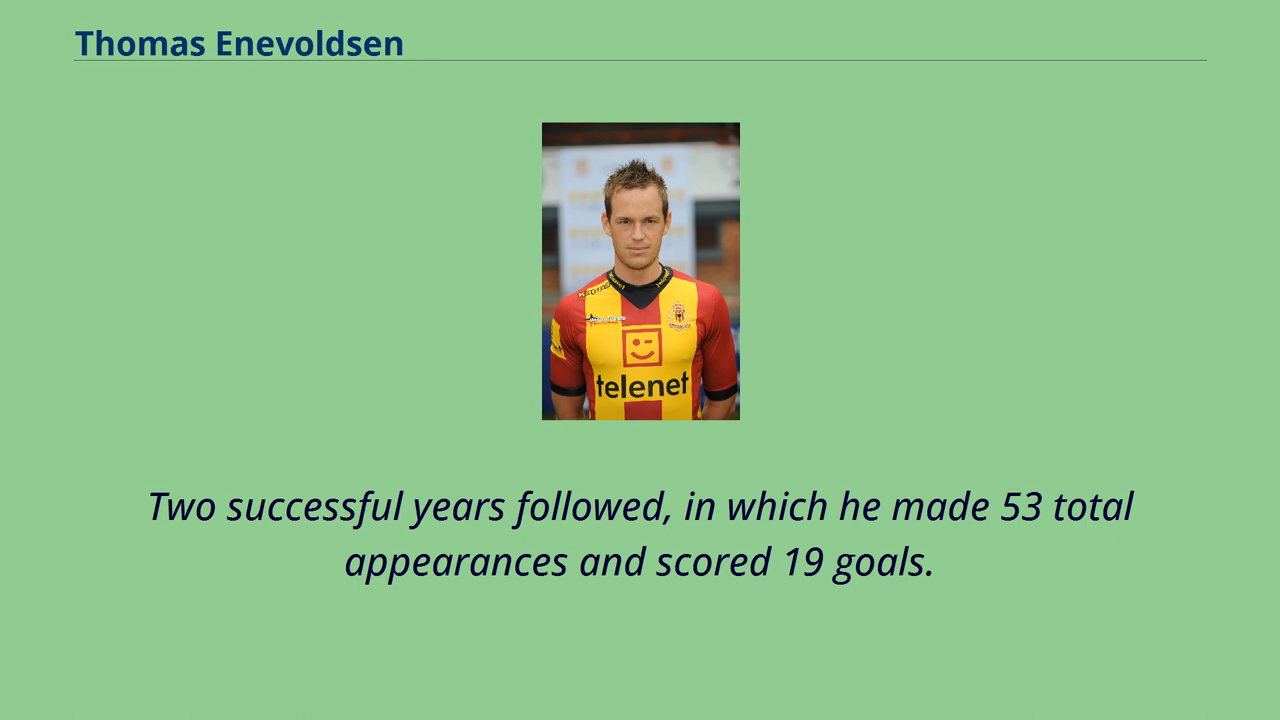 Thomas Enevoldsen
telenet
Two successful years followed, in which he made 53 total
appearances and scored 19 goals.